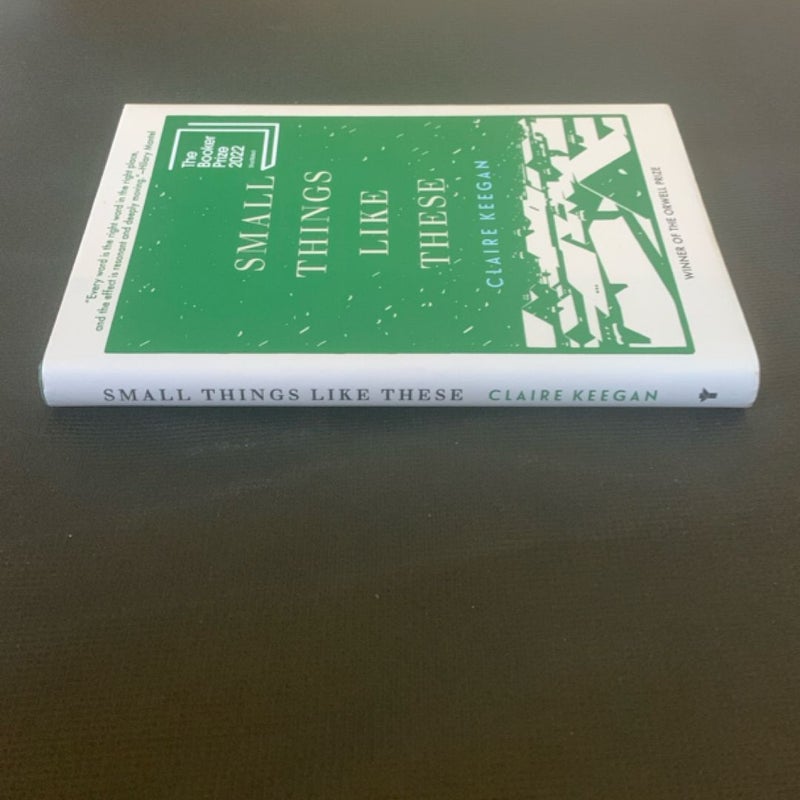 "Every word is the right word in the right place,
and the effect is resonant and deeply moving."—Hilary Mantel
The
Booker
Prize
2022
SMALL
THINGS
LIKE
THESE
CLAIRE KEEGAN
WINNER OF THE ORWELL PRIZE
SMALL THINGS LIKE THESE CLAIRE KEEGAN